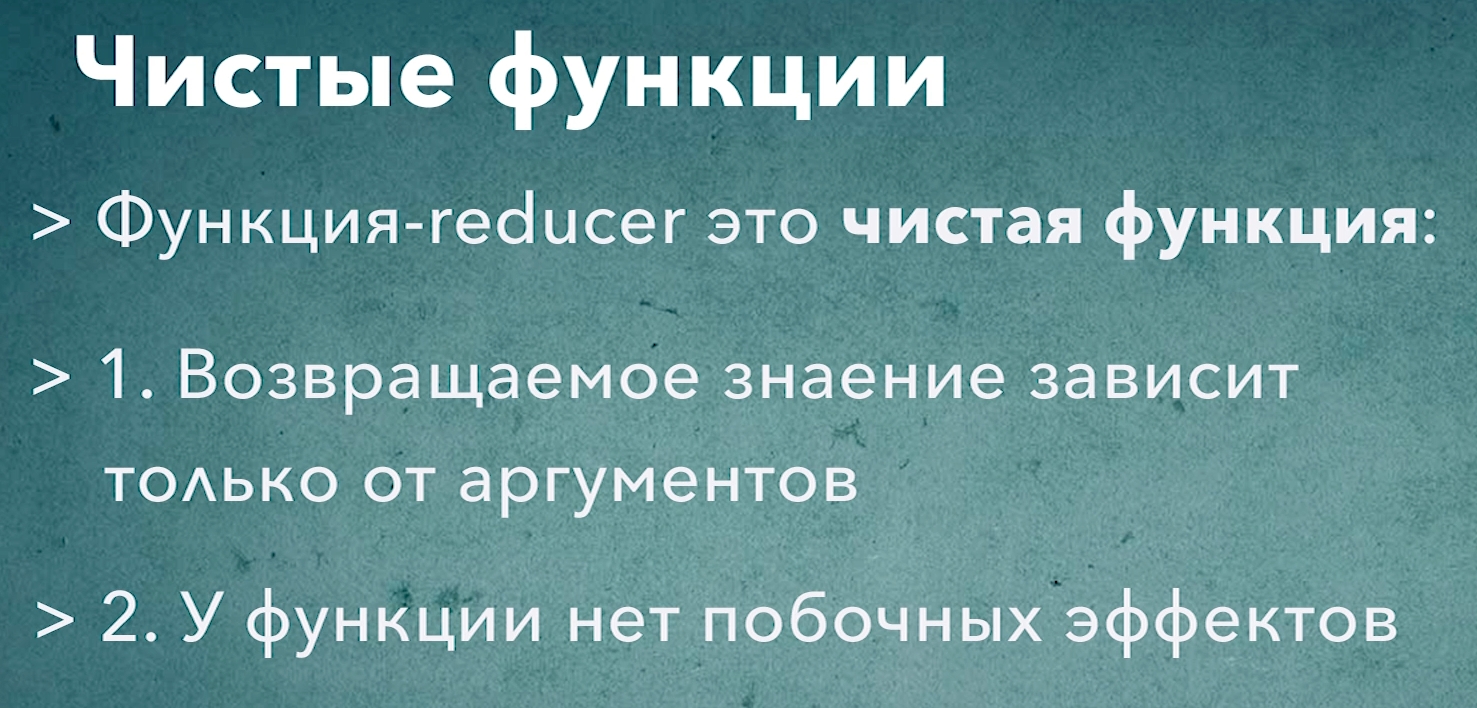 Чистые функции
> Функция-reducer это чистая функция:
> 1. Возвращаемое знаение зависит
только от аргументов
> 2. У функции нет побочных эффектов